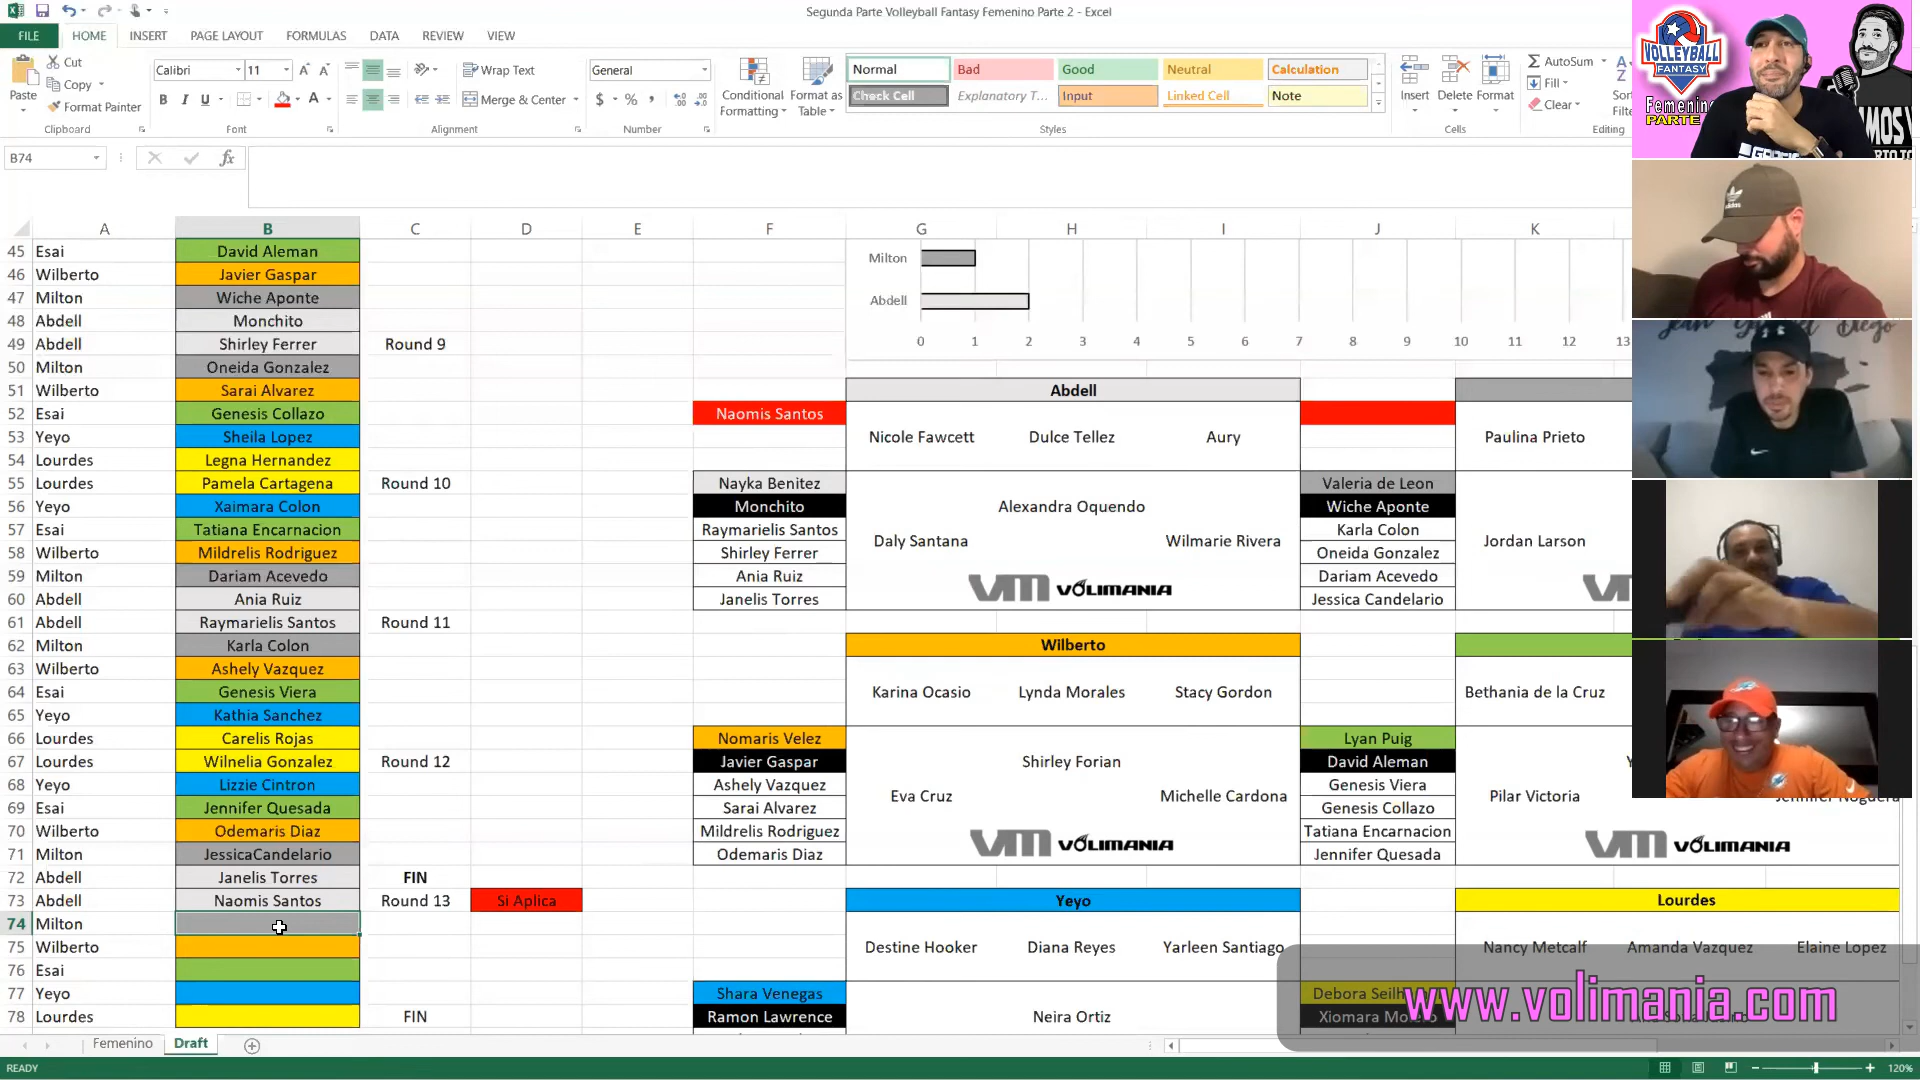 Segunda Parte Volleyball Fantasy Femenino Parte 2 - Excel
FILE HOME INSERT PAGE LAYOUT FORMULAS DATA REVIEW VIEW
Paste Cut Copy Format Painter Clipboard
Calibri 11 Font
Wrap Text Merge & Center Alignment
General $ % Number
Conditional Formatting Format as Table
Normal Bad Good Neutral Calculation
Check Cell Explanatory T... Input Linked Cell Note
Styles
Insert Delete Format Cells
AutoSum Fill Clear Editing
B74 fx
A B C D E F G H I J K
45 Esai David Aleman
46 Wilberto Javier Gaspar
47 Milton Wiche Aponte
48 Abdell Monchito
49 Abdell Shirley Ferrer Round 9
50 Milton Oneida Gonzalez
51 Wilberto Sarai Alvarez
52 Esai Genesis Collazo
53 Yeyo Sheila Lopez
54 Lourdes Legna Hernandez
55 Lourdes Pamela Cartagena Round 10
56 Yeyo Xaimara Colon
57 Esai Tatiana Encarnacion
58 Wilberto Mildrelis Rodriguez
59 Milton Dariam Acevedo
60 Abdell Ania Ruiz
61 Abdell Raymarielis Santos Round 11
62 Milton Karla Colon
63 Wilberto Ashely Vazquez
64 Esai Genesis Viera
65 Yeyo Kathia Sanchez
66 Lourdes Carelis Rojas
67 Lourdes Wilnelia Gonzalez Round 12
68 Yeyo Lizzie Cintron
69 Esai Jennifer Quesada
70 Wilberto Odemaris Diaz
71 Milton JessicaCandelario
72 Abdell Janelis Torres FIN
73 Abdell Naomis Santos Round 13 Si Aplica
74 Milton
75 Wilberto
76 Esai
77 Yeyo
78 Lourdes FIN
Milton
Abdell
0 1 2 3 4 5 6 7 8 9 10 11 12 13
Abdell
Naomis Santos
Nicole Fawcett Dulce Tellez Aury
Paulina Prieto
Nayka Benitez
Monchito
Raymarielis Santos
Shirley Ferrer
Ania Ruiz
Janelis Torres
Alexandra Oquendo
Daly Santana Wilmarie Rivera
VM VOLIMANIA
Valeria de Leon
Wiche Aponte
Karla Colon
Oneida Gonzalez
Dariam Acevedo
Jessica Candelario
Jordan Larson
Wilberto
Karina Ocasio Lynda Morales Stacy Gordon
Bethania de la Cruz
Nomaris Velez
Javier Gaspar
Ashely Vazquez
Sarai Alvarez
Mildrelis Rodriguez
Odemaris Diaz
Shirley Forian
Eva Cruz Michelle Cardona
VM VOLIMANIA
Lyan Puig
David Aleman
Genesis Viera
Genesis Collazo
Tatiana Encarnacion
Jennifer Quesada
Pilar Victoria
VM VOLIMANIA
Yeyo
Lourdes
Destine Hooker Diana Reyes Yarleen Santiago
Nancy Metcalf Amanda Vazquez Elaine Lopez
Shara Venegas
Ramon Lawrence
Neira Ortiz
www.volimania.com
Femenino Draft
READY 120%
VOLLEYBALL
FANTASY
Femenino
PARTE